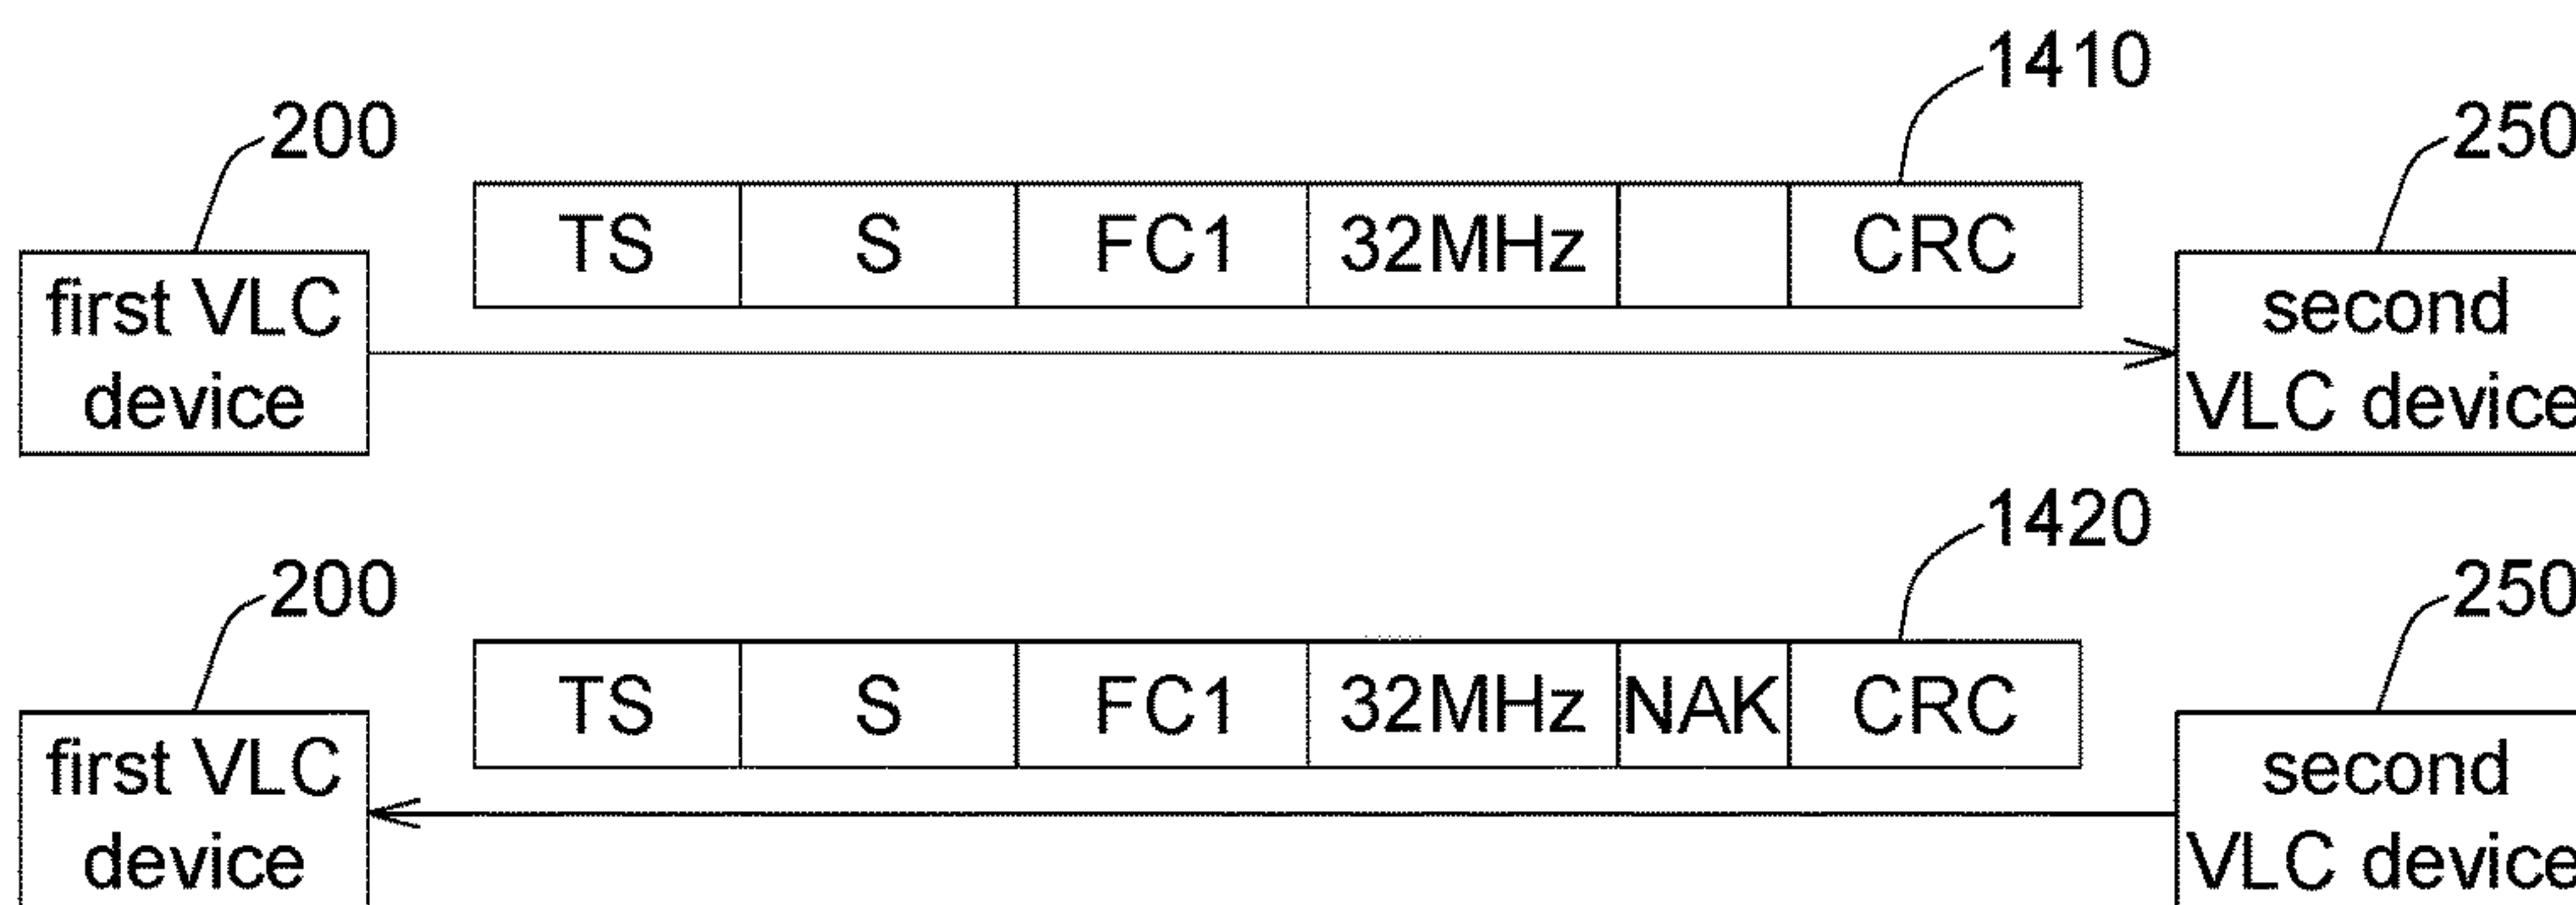 1410
200
250
TS S FC1 32MHz CRC
first VLC
device
second
VLC device
1420
200
250
TS S FC1 32MHz NAK CRC
first VLC
device
second
VLC device